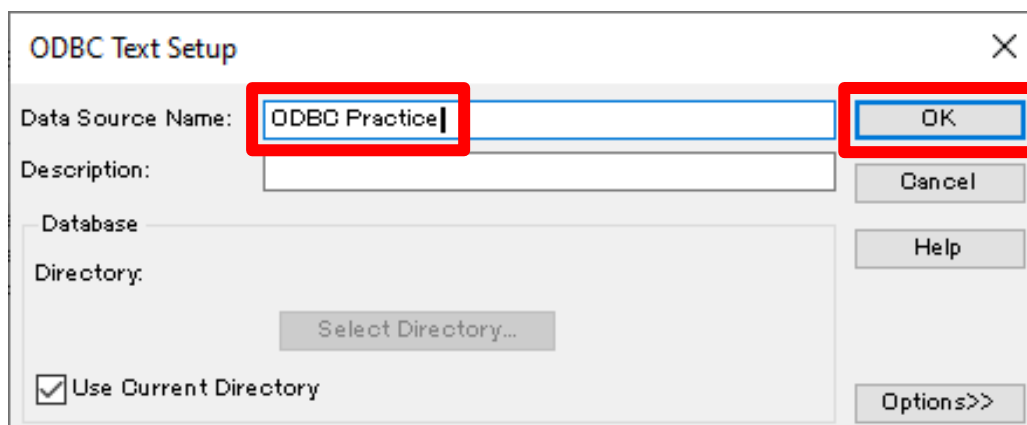 ODBC Text Setup
Data Source Name: ODBC Practice OK
Description: Cancel
Database
Help
Directory:
Select Directory...
Use Current Directory
Options>>